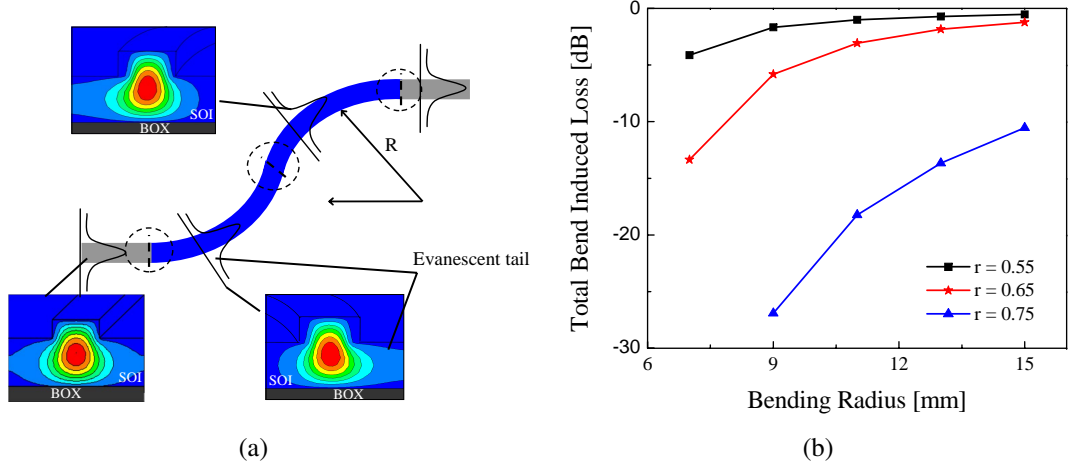 SOI
BOX
R
Evanescent tail
SOI
BOX
SOI
BOX
(a)
Total Bend Induced Loss [dB]
0
-10
-20
-30
r = 0.55
r = 0.65
r = 0.75
6
9
12
15
Bending Radius [mm]
(b)